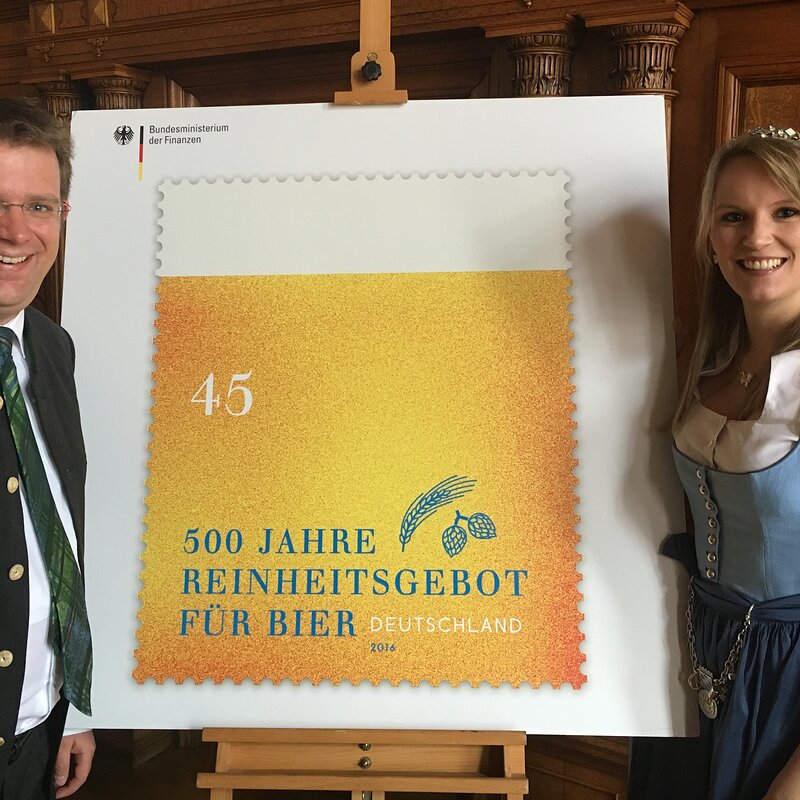 Bundesministerium
der Finanzen
45
500 JAHRE
REINHEITSGEBOT
FÜR BIER DEUTSCHLAND
2016